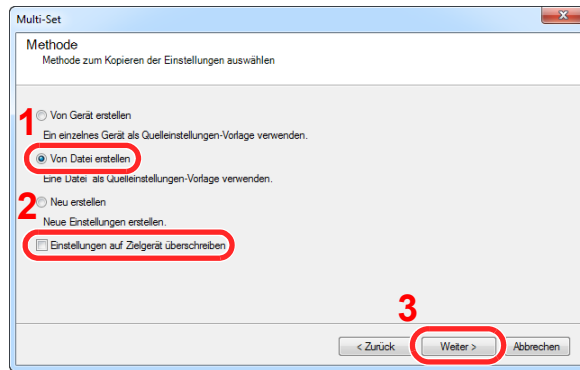 Multi-Set
Methode
Methode zum Kopieren der Einstellungen auswählen
1
Von Gerät erstellen
Ein einzelnes Gerät als Quelleinstellungen-Vorlage verwenden.
Von Datei erstellen
Eine Datei als Quelleinstellungen-Vorlage verwenden.
2
Neu erstellen
Neue Einstellungen erstellen.
Einstellungen auf Zielgerät überschreiben
3
< Zurück Weiter > Abbrechen